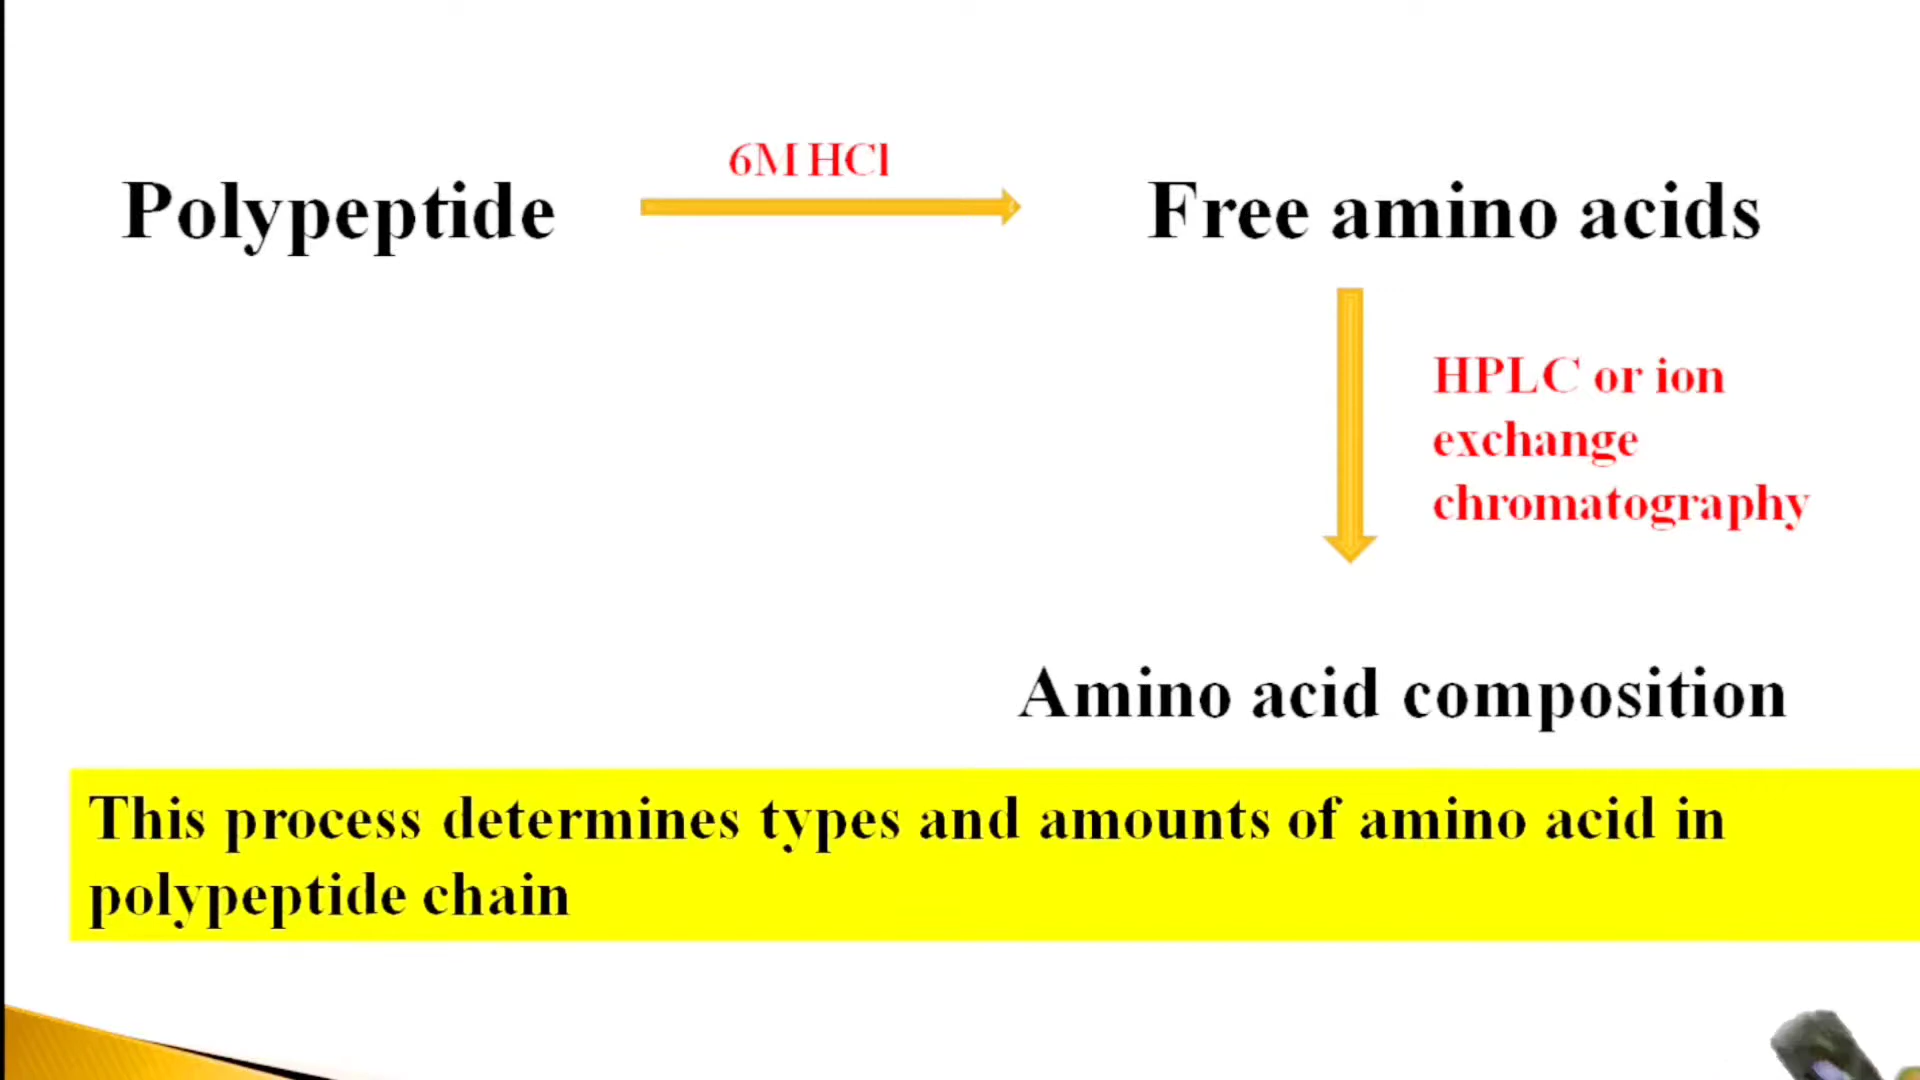 6M HCl
Polypeptide
Free amino acids
HPLC or ion
exchange
chromatography
Amino acid composition
This process determines types and amounts of amino acid in
polypeptide chain